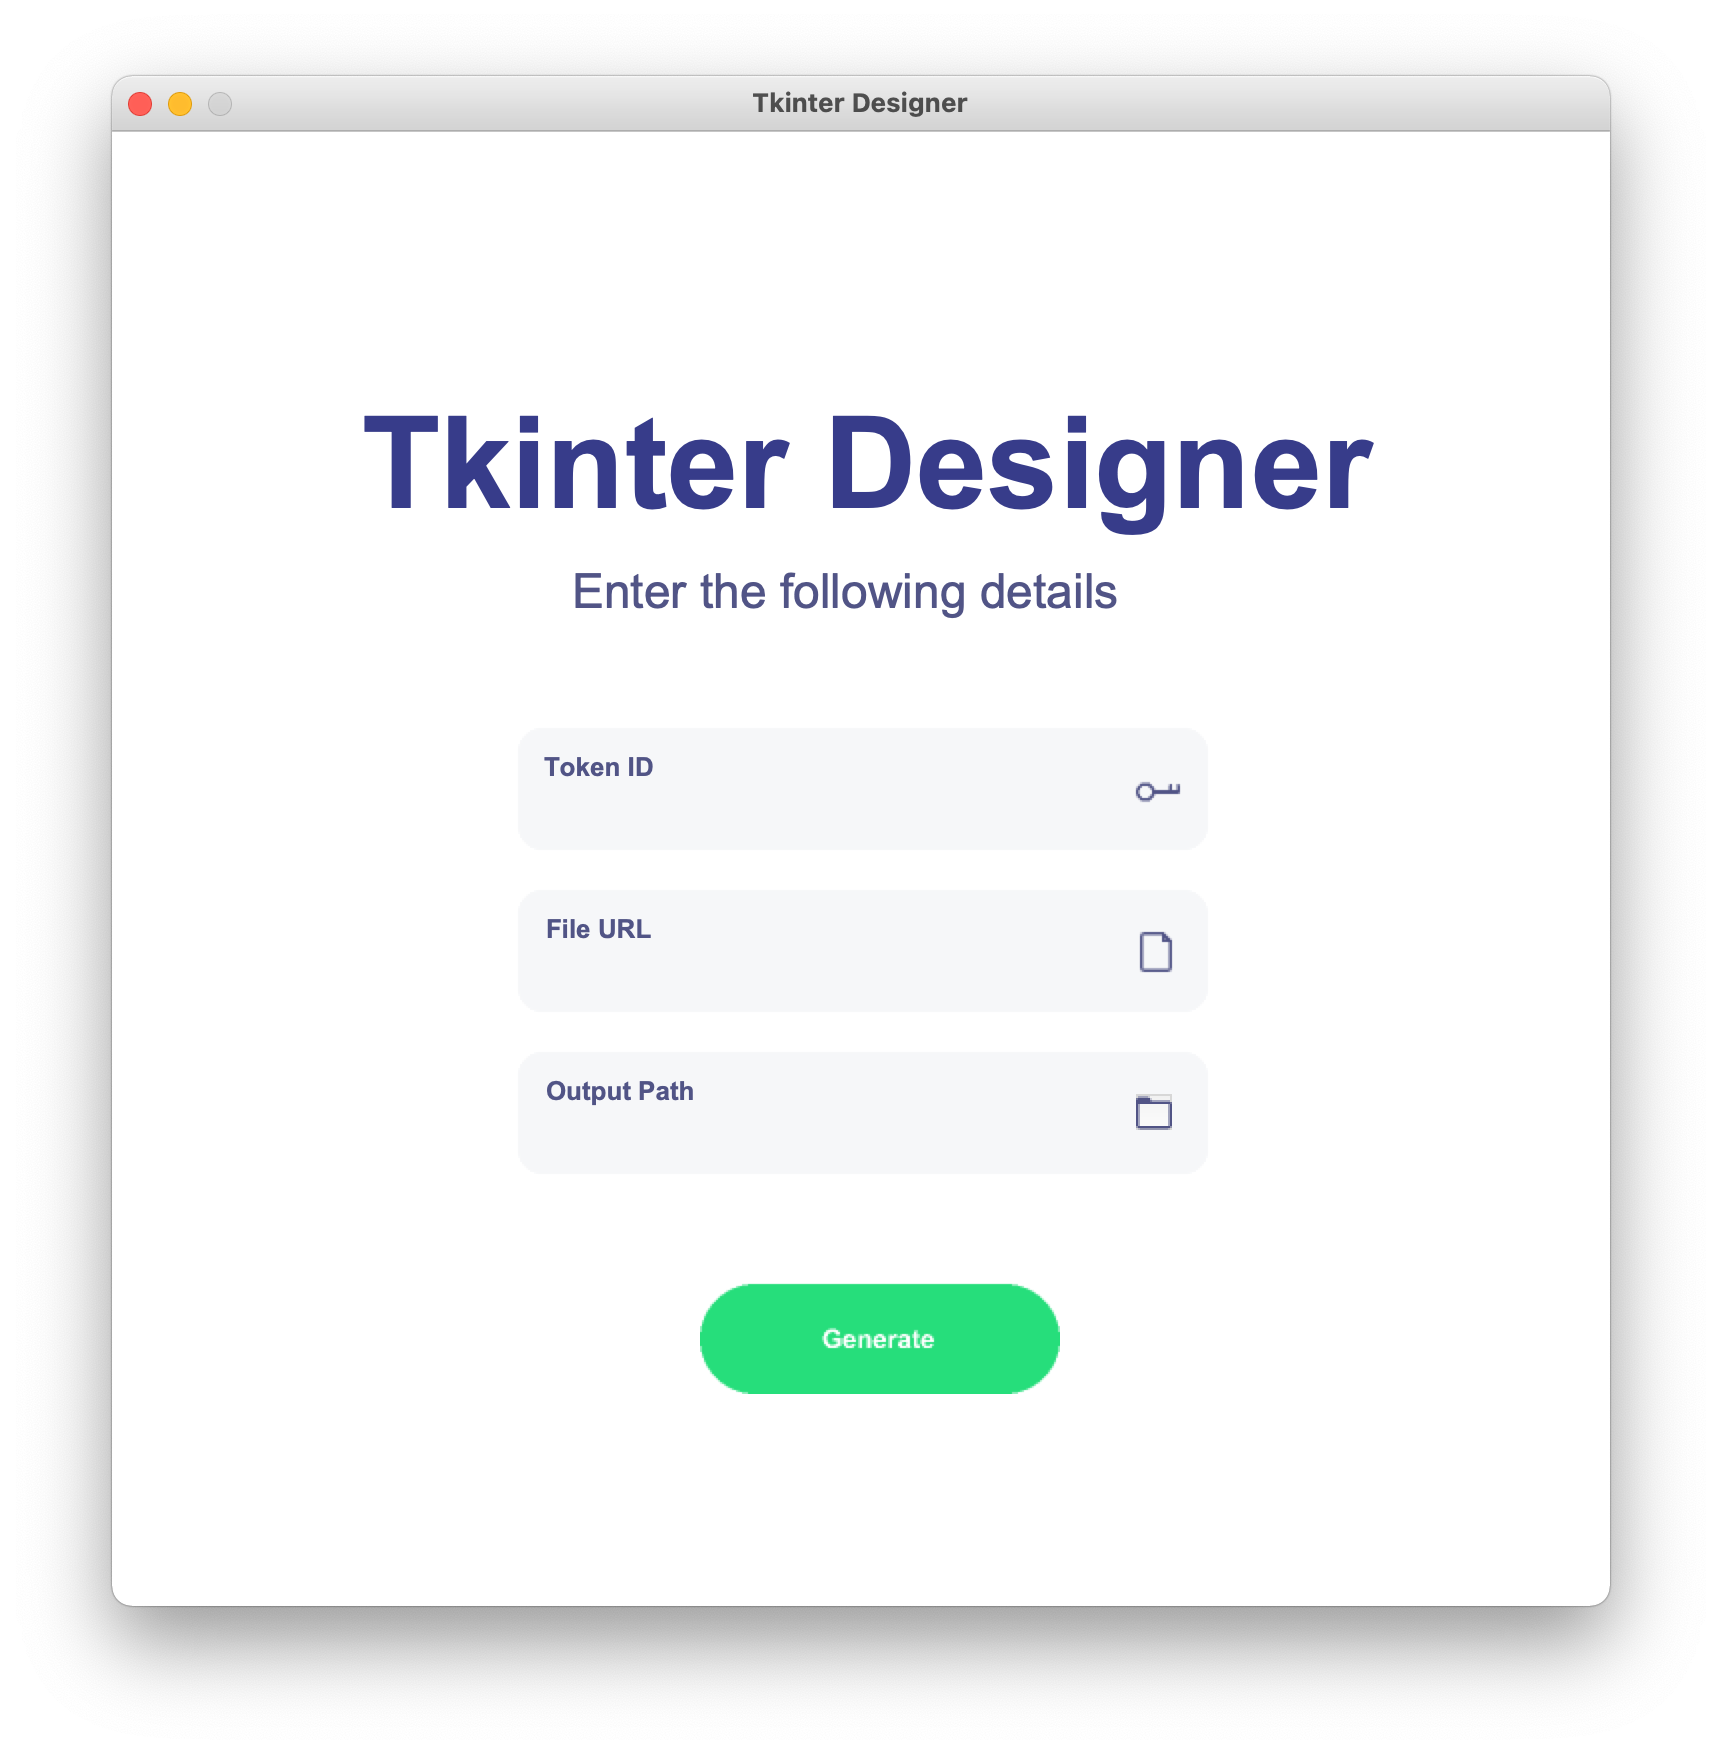 Tkinter Designer
Tkinter Designer
Enter the following details
Token ID
File URL
Output Path
Generate